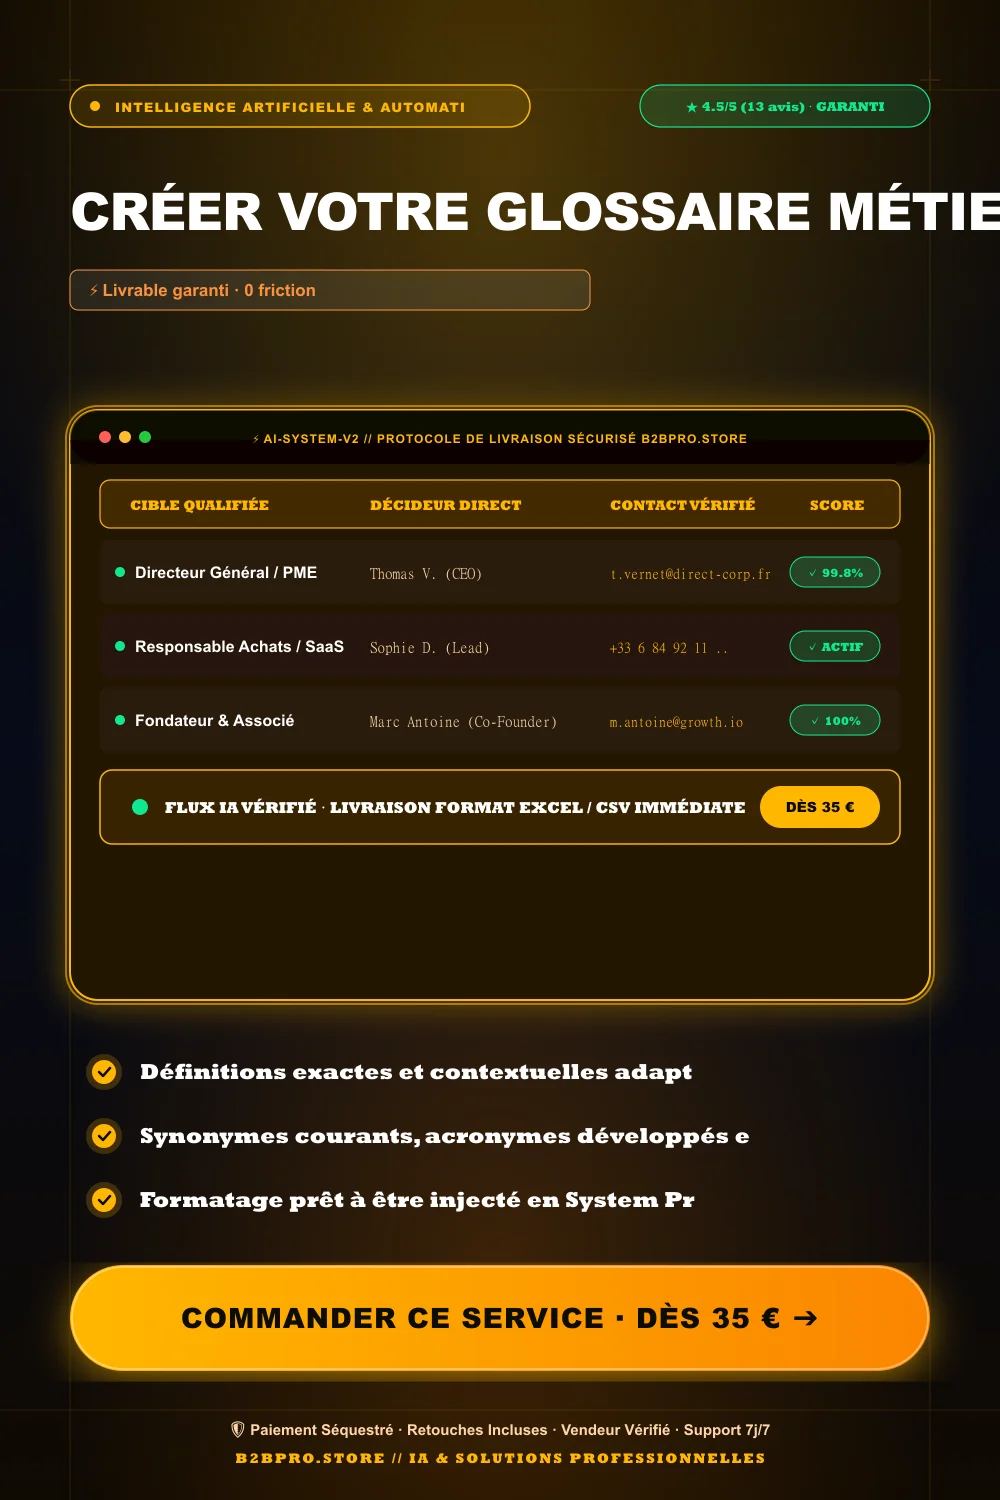 INTELLIGENCE ARTIFICIELLE & AUTOMATI
★ 4.5/5 (13 avis) · GARANTI
CRÉER VOTRE GLOSSAIRE MÉTIE
⚡ Livrable garanti · 0 friction
⚡ AI-SYSTEM-V2 // PROTOCOLE DE LIVRAISON SÉCURISÉ B2BPRO.STORE
CIBLE QUALIFIÉE DÉCIDEUR DIRECT CONTACT VÉRIFIÉ SCORE
Directeur Général / PME Thomas V. (CEO) t.vernet@direct-corp.fr ✓ 99.8%
Responsable Achats / SaaS Sophie D. (Lead) +33 6 84 92 11 .. ✓ ACTIF
Fondateur & Associé Marc Antoine (Co-Founder) m.antoine@growth.io ✓ 100%
FLUX IA VÉRIFIÉ · LIVRAISON FORMAT EXCEL / CSV IMMÉDIATE DÈS 35 €
Définitions exactes et contextuelles adapt
Synonymes courants, acronymes développés e
Formatage prêt à être injecté en System Pr
COMMANDER CE SERVICE · DÈS 35 € →
🛡 Paiement Séquestré · Retouches Incluses · Vendeur Vérifié · Support 7j/7
B2BPRO.STORE // IA & SOLUTIONS PROFESSIONNELLES